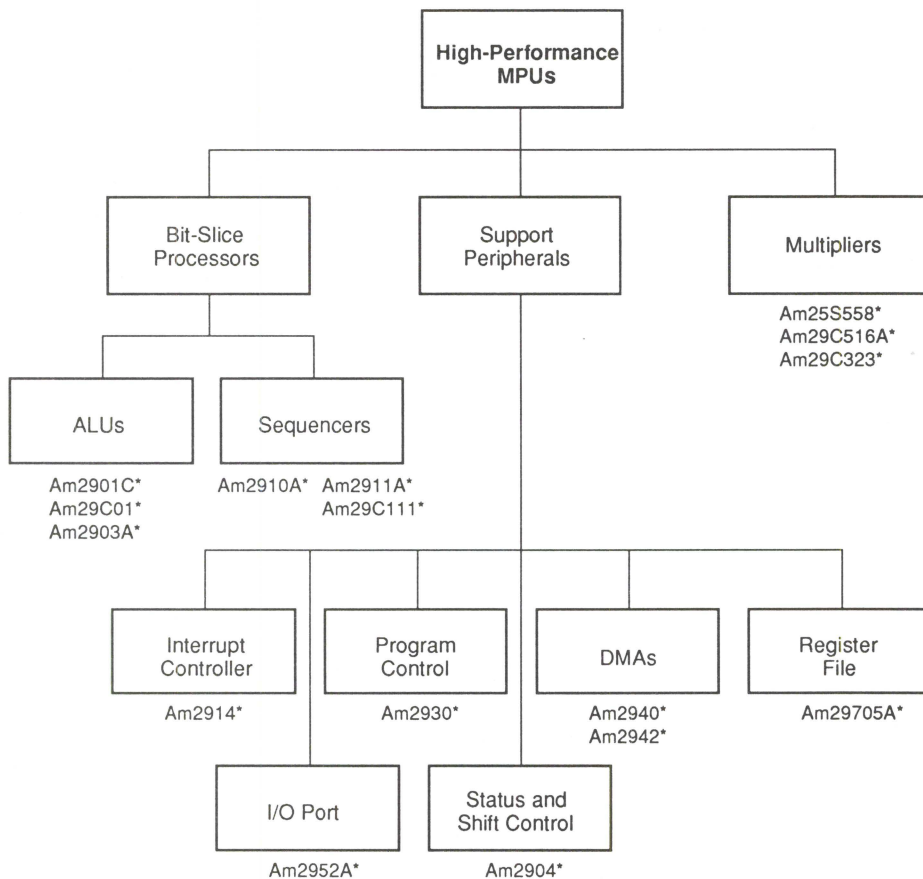 High-Performance
MPUs
Bit-Slice
Processors
Support
Peripherals
Multipliers
Am25S558*
Am29C516A*
Am29C323*
ALUs
Sequencers
Am2901C*
Am29C01*
Am2903A*
Am2910A* Am2911A*
Am29C111*
Interrupt
Controller
Program
Control
DMAs
Register
File
Am2914*
Am2930*
Am2940*
Am2942*
Am29705A*
I/O Port
Status and
Shift Control
Am2952A*
Am2904*